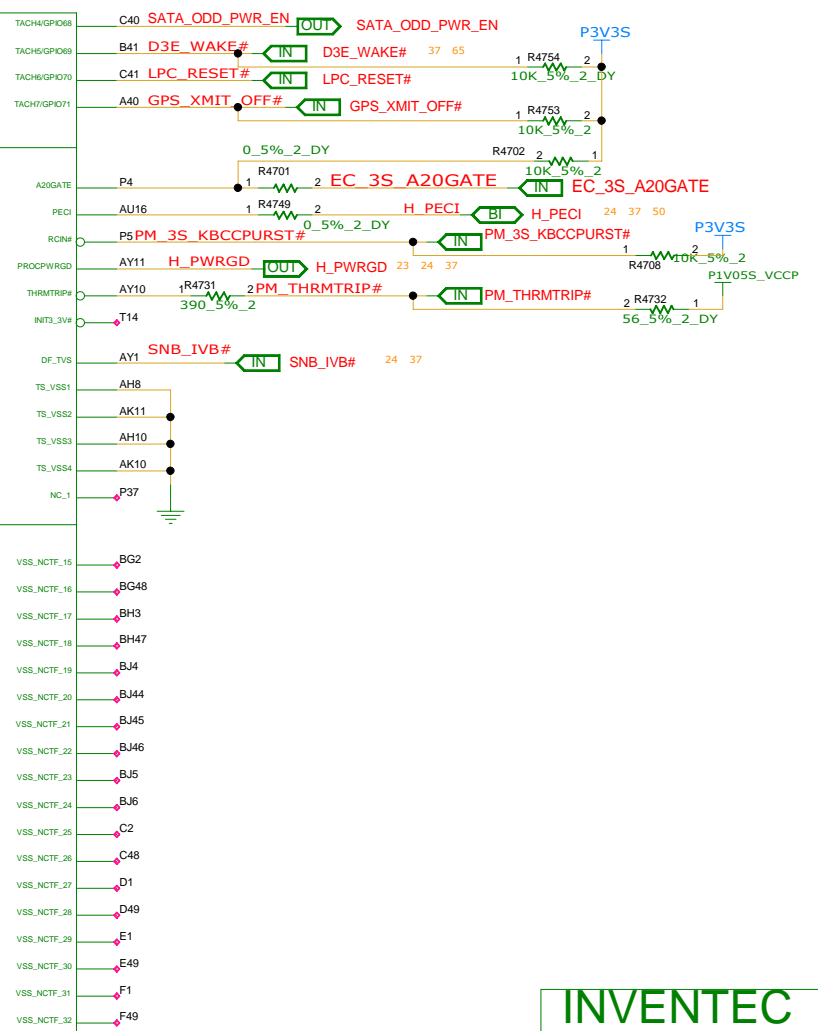 TACH4/GPIO68 C40 SATA_ODD_PWR_EN OUT SATA_ODD_PWR_EN
P3V3S
TACH5/GPIO69 B41 D3E_WAKE# IN D3E_WAKE# 37 65
1 R4754 2
10K_5%_2_DY
TACH6/GPIO70 C41 LPC_RESET# IN LPC_RESET#
TACH7/GPIO71 A40 GPS_XMIT_OFF# IN GPS_XMIT_OFF#
1 R4753 2
10K_5%_2
0_5%_2_DY
R4702 2 1
10K_5%_2
A20GATE P4 1 R4701 2 EC_3S_A20GATE IN EC_3S_A20GATE
PECI AU16 1 R4749 2 H_PECI BI H_PECI 24 37 50
0_5%_2_DY
P3V3S
RCIN# P5 PM_3S_KBCCPURST# IN PM_3S_KBCCPURST#
1 R4708 2 10K_5%_2
PROCPWRGD AY11 H_PWRGD OUT H_PWRGD 23 24 37
P1V05S_VCCP
THRMTRIP# AY10 1 R4731 2 PM_THRMTRIP# IN PM_THRMTRIP#
390_5%_2
2 R4732 1
56_5%_2_DY
INIT3_3V# T14
DF_TVS AY1 SNB_IVB# IN SNB_IVB# 24 37
TS_VSS1 AH8
TS_VSS2 AK11
TS_VSS3 AH10
TS_VSS4 AK10
NC_1 P37
VSS_NCTF_15 BG2
VSS_NCTF_16 BG48
VSS_NCTF_17 BH3
VSS_NCTF_18 BH47
VSS_NCTF_19 BJ4
VSS_NCTF_20 BJ44
VSS_NCTF_21 BJ45
VSS_NCTF_22 BJ46
VSS_NCTF_23 BJ5
VSS_NCTF_24 BJ6
VSS_NCTF_25 C2
VSS_NCTF_26 C48
VSS_NCTF_27 D1
VSS_NCTF_28 D49
VSS_NCTF_29 E1
VSS_NCTF_30 E49
VSS_NCTF_31 F1
VSS_NCTF_32 F49
INVENTEC